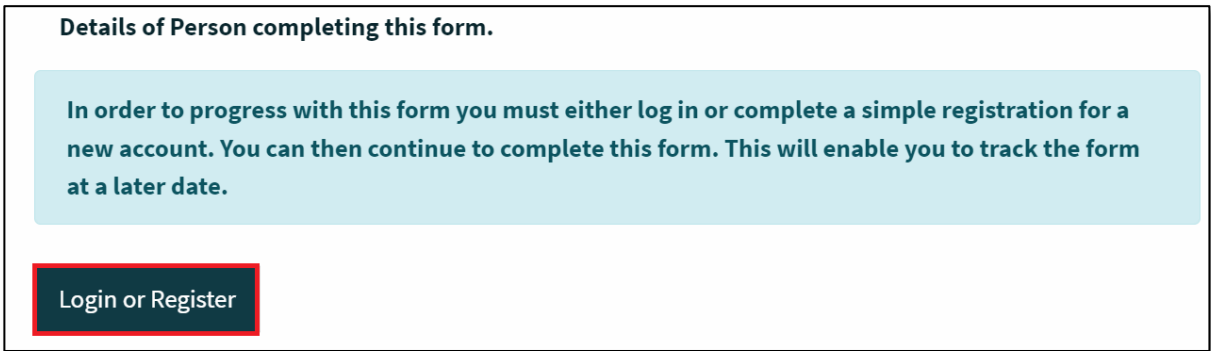 Details of Person completing this form.
In order to progress with this form you must either log in or complete a simple registration for a
new account. You can then continue to complete this form. This will enable you to track the form
at a later date.
Login or Register